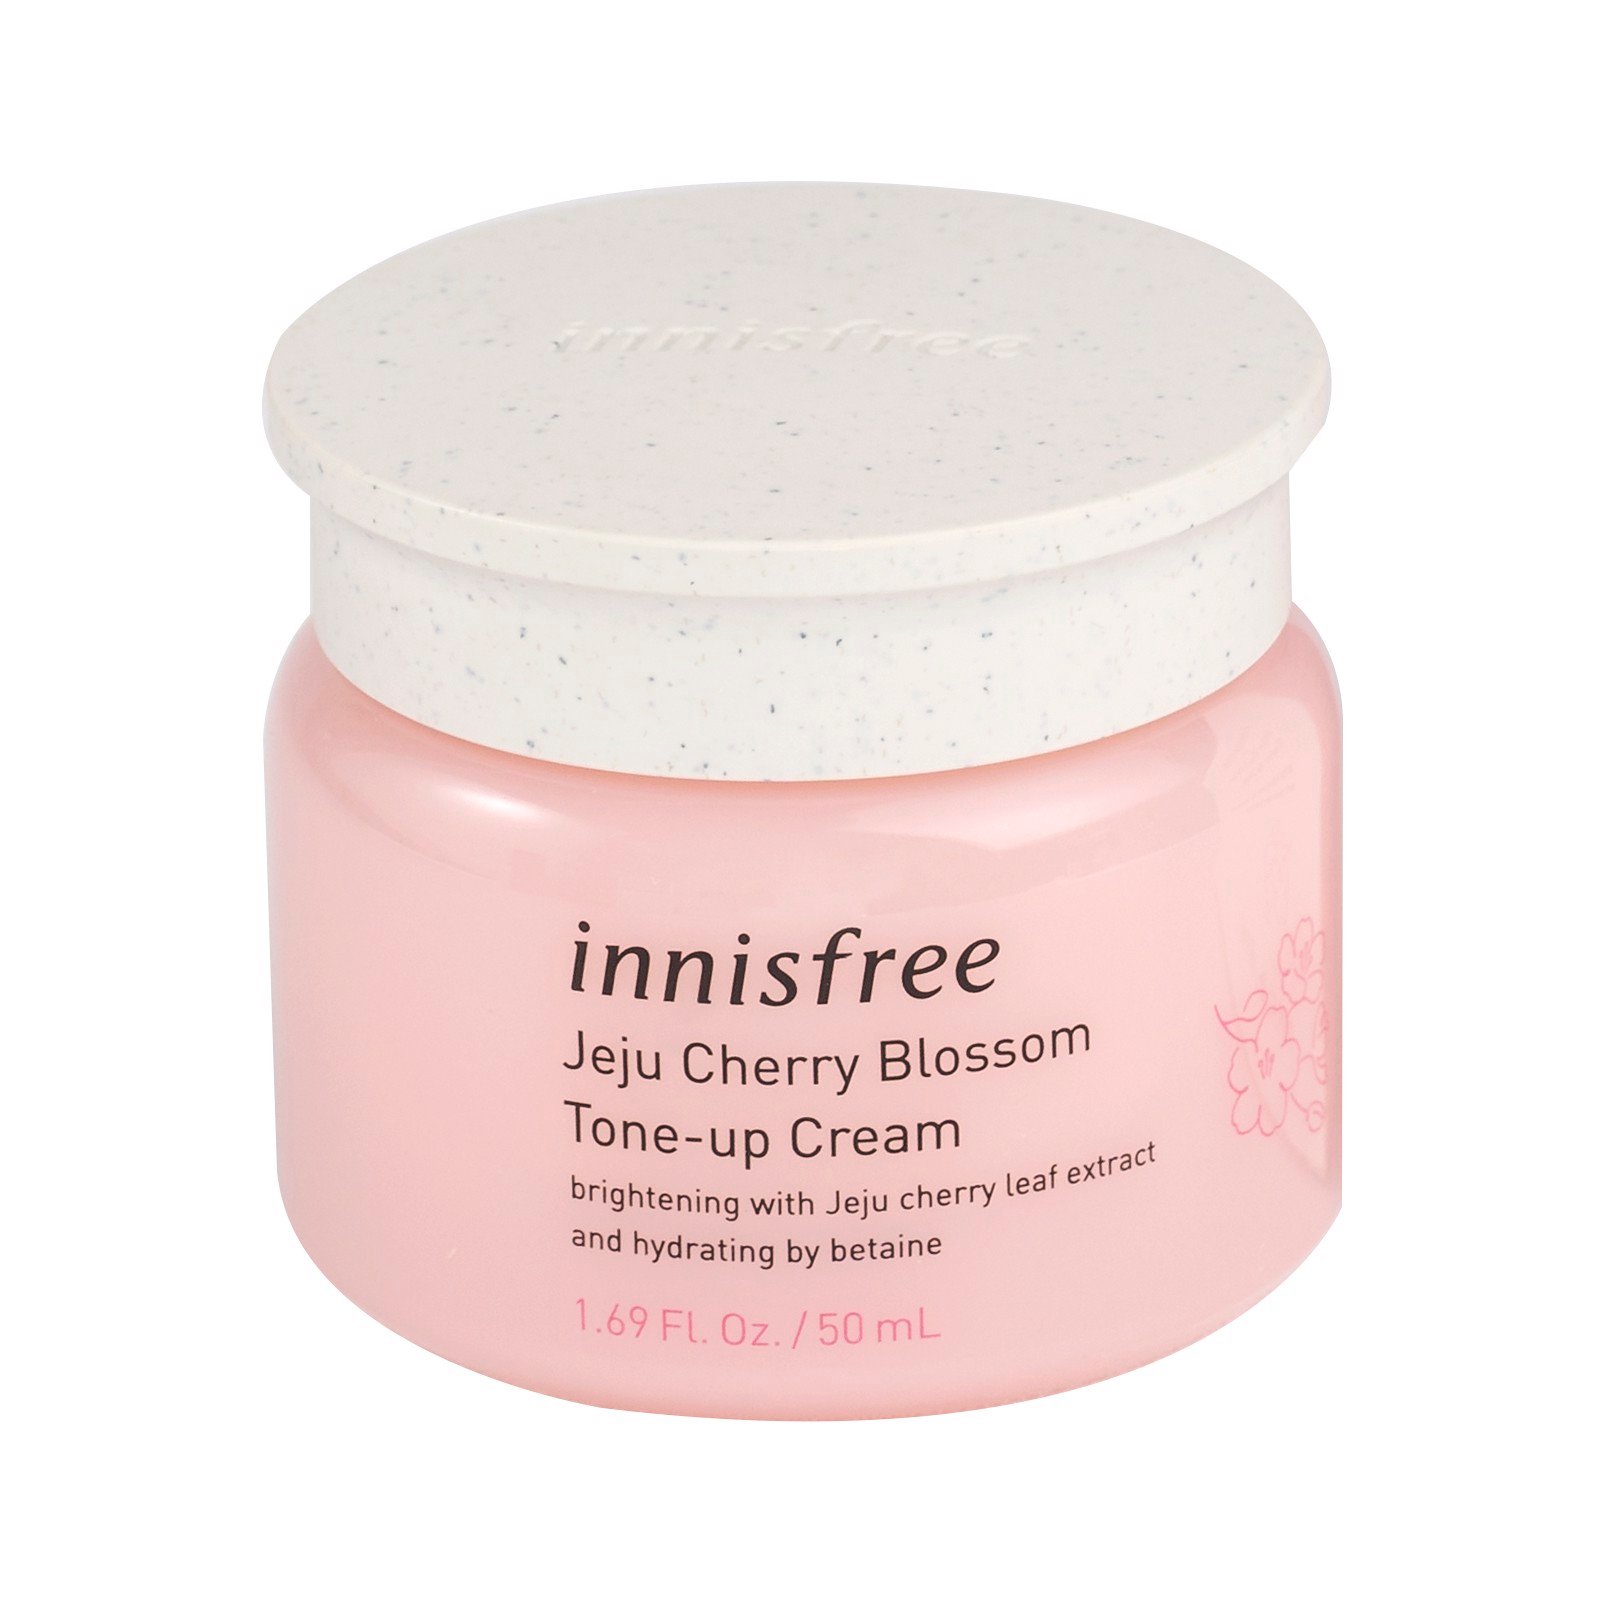 innisfree
innisfree
Jeju Cherry Blossom
Tone-up Cream
brightening with Jeju cherry leaf extract
and hydrating by betaine
1.69 Fl. Oz. / 50 mL